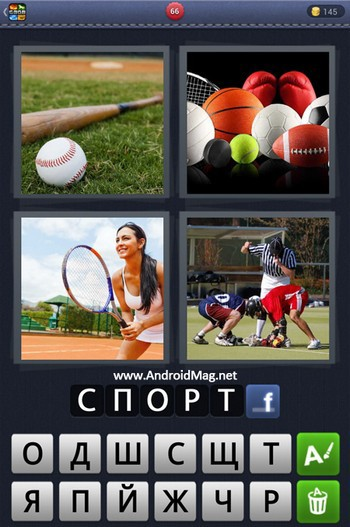 66
145
www.AndroidMag.net
СПОРТ f
О Д Ш С Щ Т А
Я П Й Ж Ч Р